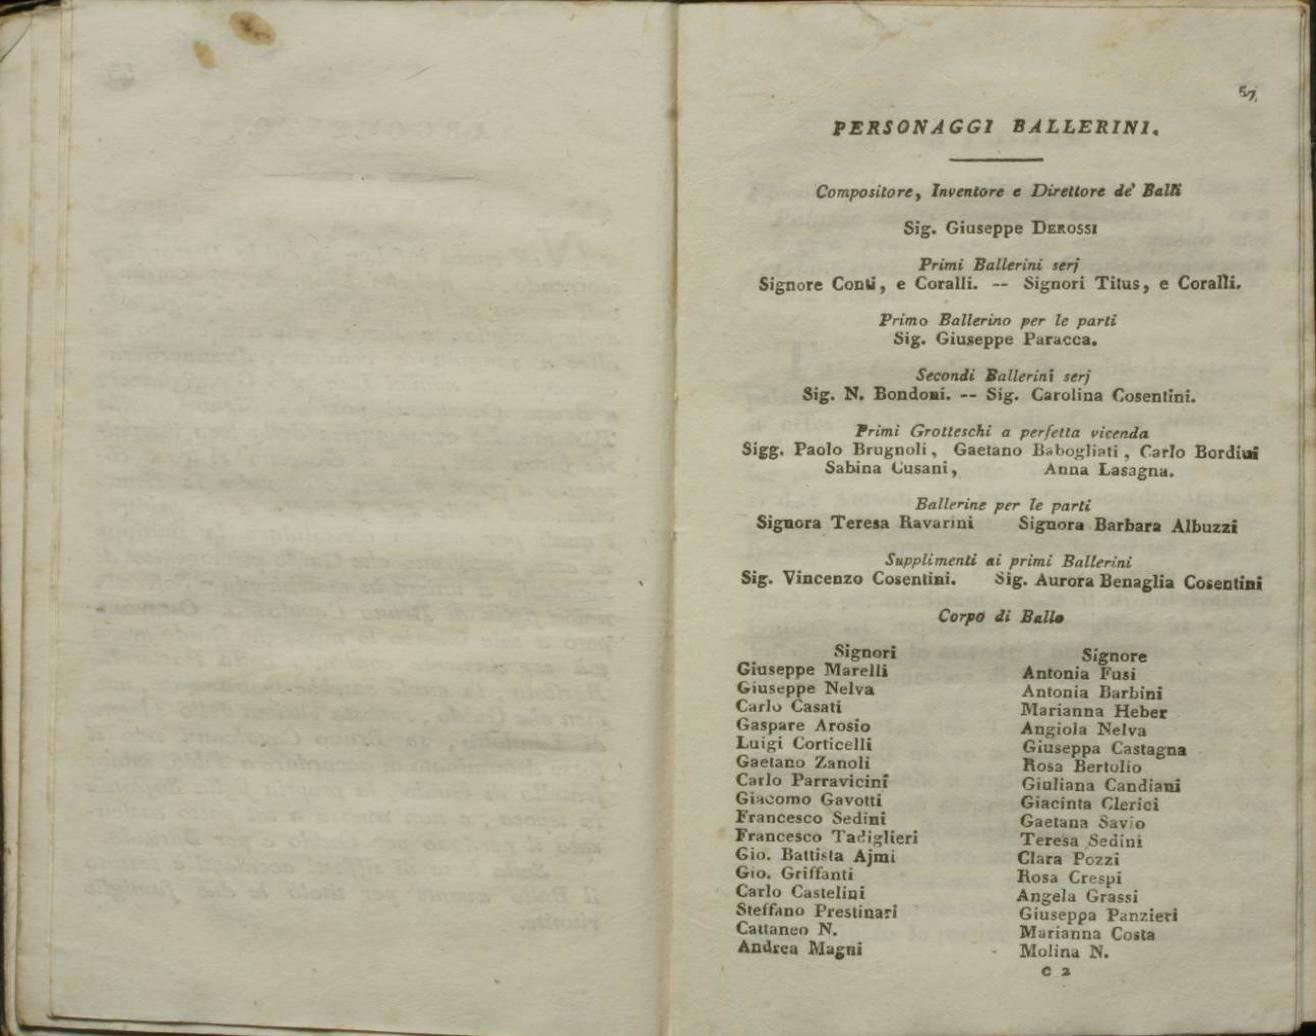 57
PERSONAGGI BALLERINI.
Compositore, Inventore e Direttore de' Balli
Sig. Giuseppe DEROSSI
Primi Ballerini serj
Signore Conti, e Coralli. -- Signori Titus, e Coralli.
Primo Ballerino per le parti
Sig. Giuseppe Paracca.
Secondi Ballerini serj
Sig. N. Bondoni. -- Sig. Carolina Cosentini.
Primi Grotteschi a perfetta vicenda
Sigg. Paolo Brugnoli, Gaetano Babogliati, Carlo Bordini
Sabina Cusani, Anna Lasagna.
Ballerine per le parti
Signora Teresa Ravarini Signora Barbara Albuzzi
Supplimenti ai primi Ballerini
Sig. Vincenzo Cosentini. Sig. Aurora Benaglia Cosentini
Corpo di Ballo
Signori
Giuseppe Marelli
Giuseppe Nelva
Carlo Casati
Gaspare Arosio
Luigi Corticelli
Gaetano Zanoli
Carlo Parravicini
Giacomo Gavotti
Francesco Sedini
Francesco Tadiglieri
Gio. Battista Ajmi
Gio. Griffanti
Carlo Castelini
Steffano Prestinari
Cattaneo N.
Andrea Magni
Signore
Antonia Fusi
Antonia Barbini
Marianna Heber
Angiola Nelva
Giuseppa Castagna
Rosa Bertolio
Giuliana Candiani
Giacinta Clerici
Gaetana Savio
Teresa Sedini
Clara Pozzi
Rosa Crespi
Angela Grassi
Giuseppa Panzieri
Marianna Costa
Molina N.
C 2